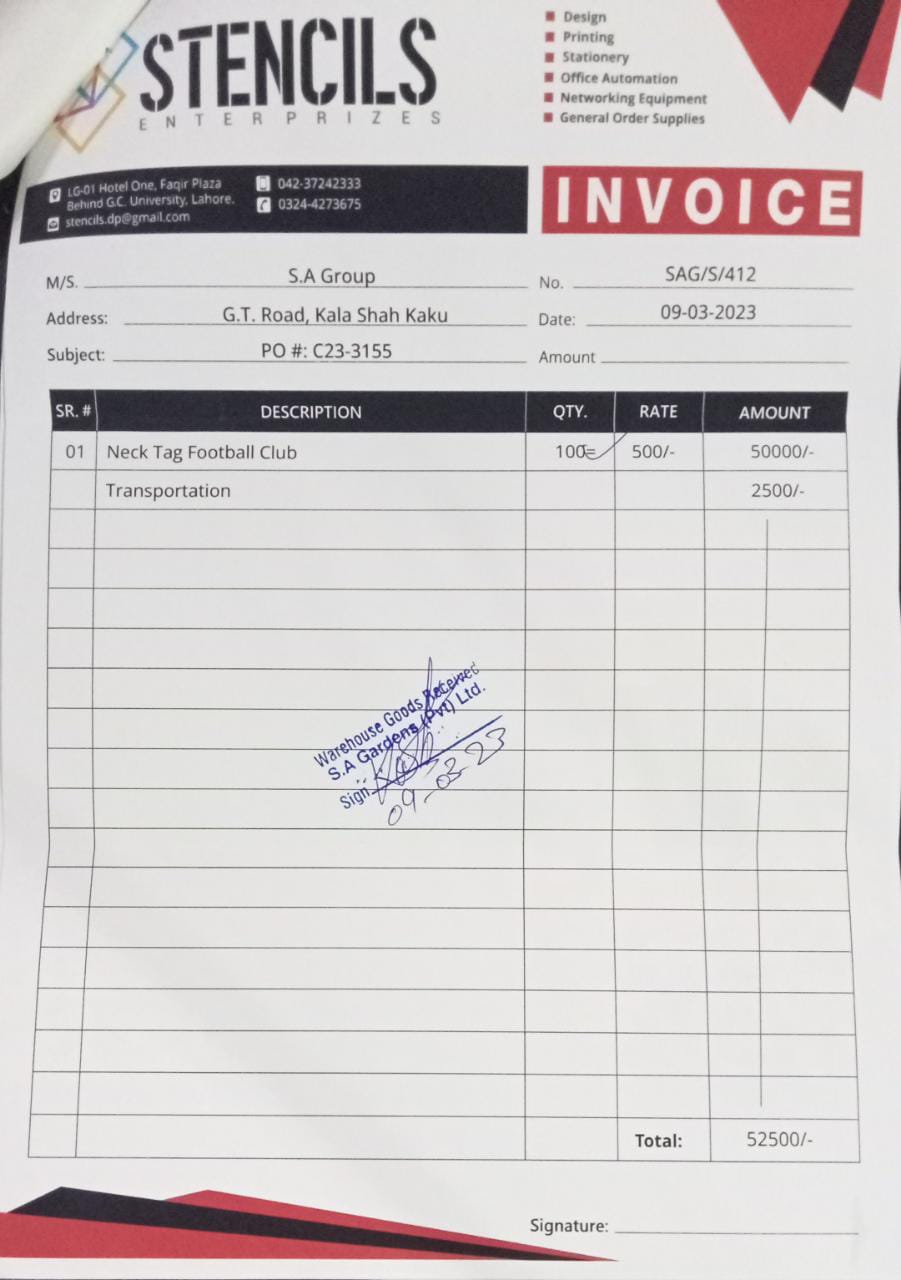 STENCILS
ENTERPRIZES
Design
Printing
Stationery
Office Automation
Networking Equipment
General Order Supplies
LG-01 Hotel One, Faqir Plaza
Behind G.C. University, Lahore.
stencils.dp@gmail.com
042-37242333
0324-4273675
INVOICE
M/S. S.A Group No. SAG/S/412
Address: G.T. Road, Kala Shah Kaku Date: 09-03-2023
Subject: PO #: C23-3155 Amount
SR. # DESCRIPTION QTY. RATE AMOUNT
01 Neck Tag Football Club 100= 500/- 50000/-
Transportation 2500/-
Warehouse Goods Received
S.A Gardens (Pvt) Ltd.
Sign
09-03-23
Total: 52500/-
Signature: